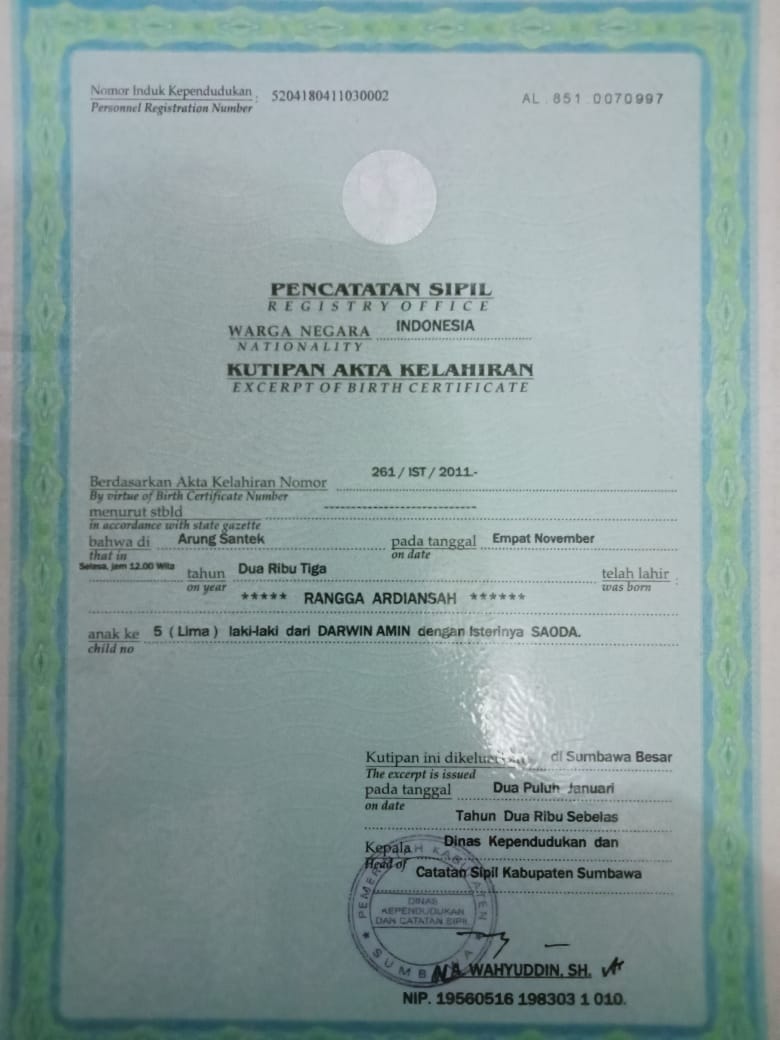 Nomor Induk Kependudukan : 5204180411030002
Personnel Registration Number
AL . 851 . 0070997
PENCATATAN SIPIL
REGISTRY OFFICE
WARGA NEGARA INDONESIA
NATIONALITY
KUTIPAN AKTA KELAHIRAN
EXCERPT OF BIRTH CERTIFICATE
Berdasarkan Akta Kelahiran Nomor 261 / IST / 2011.-
By virtue of Birth Certificate Number
menurut stbld ------------------------------
in accordance with state gazette
bahwa di Arung Santek pada tanggal Empat November
that in on date
Selasa, jam 12.00 Wita tahun Dua Ribu Tiga telah lahir :
on year was born
***** RANGGA ARDIANSAH ******
anak ke 5 ( Lima ) laki-laki dari DARWIN AMIN dengan Isterinya SAODA.
child no
Kutipan ini di Sumbawa Besar
The excerpt is issued
pada tanggal Dua Puluh Januari
on date
Tahun Dua Ribu Sebelas
Kepala Dinas Kependudukan dan
Head of Catatan Sipil Kabupaten Sumbawa
PEMERINTAH KABUPATEN
DINAS
KEPENDUDUKAN
DAN CATATAN SIPIL
SUMBAWA
WAHYUDDIN, SH.
NIP. 19560516 198303 1 010.